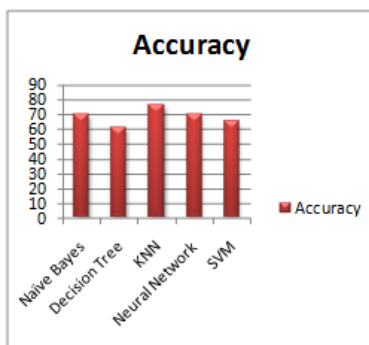 Accuracy
90
80
70
60
50
40
30
20
10
0
Naïve Bayes
Decision Tree
KNN
Neural Network
SVM
Accuracy